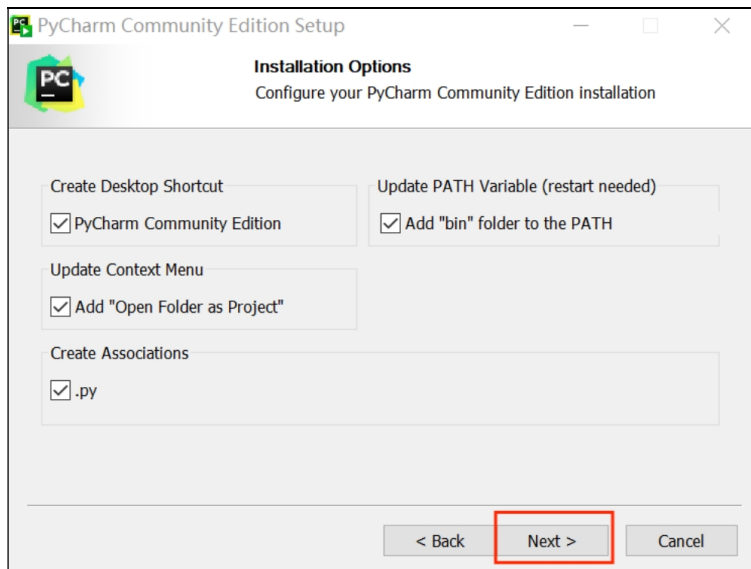 PC PyCharm Community Edition Setup
PC
Installation Options
Configure your PyCharm Community Edition installation
Create Desktop Shortcut
PyCharm Community Edition
Update PATH Variable (restart needed)
Add "bin" folder to the PATH
Update Context Menu
Add "Open Folder as Project"
Create Associations
.py
< Back
Next >
Cancel